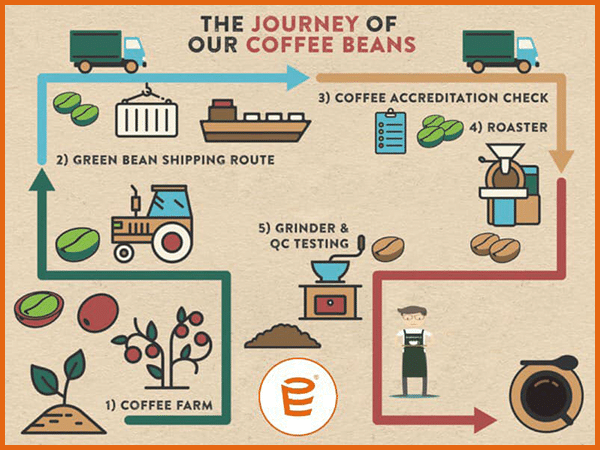 THE JOURNEY OF
OUR COFFEE BEANS
3) COFFEE ACCREDITATION CHECK
4) ROASTER
2) GREEN BEAN SHIPPING ROUTE
5) GRINDER &
QC TESTING
1) COFFEE FARM